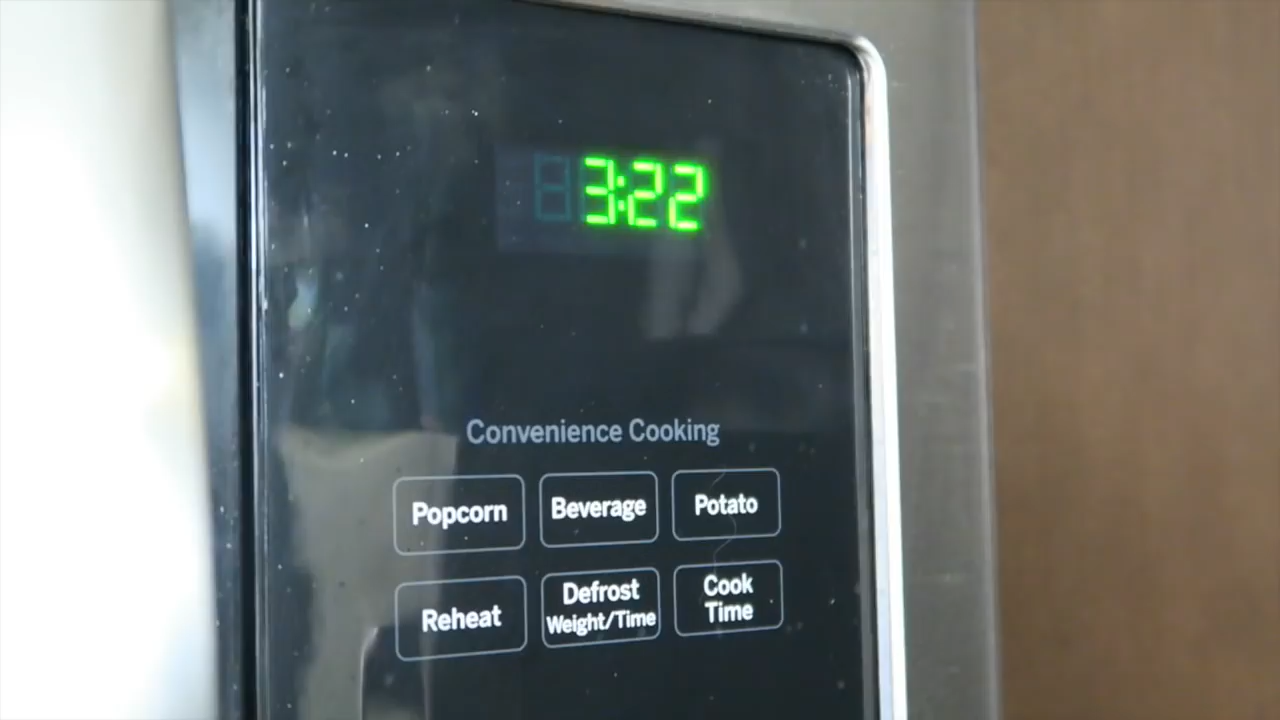 3:22
Convenience Cooking
Popcorn
Beverage
Potato
Reheat
Defrost
Weight/Time
Cook
Time